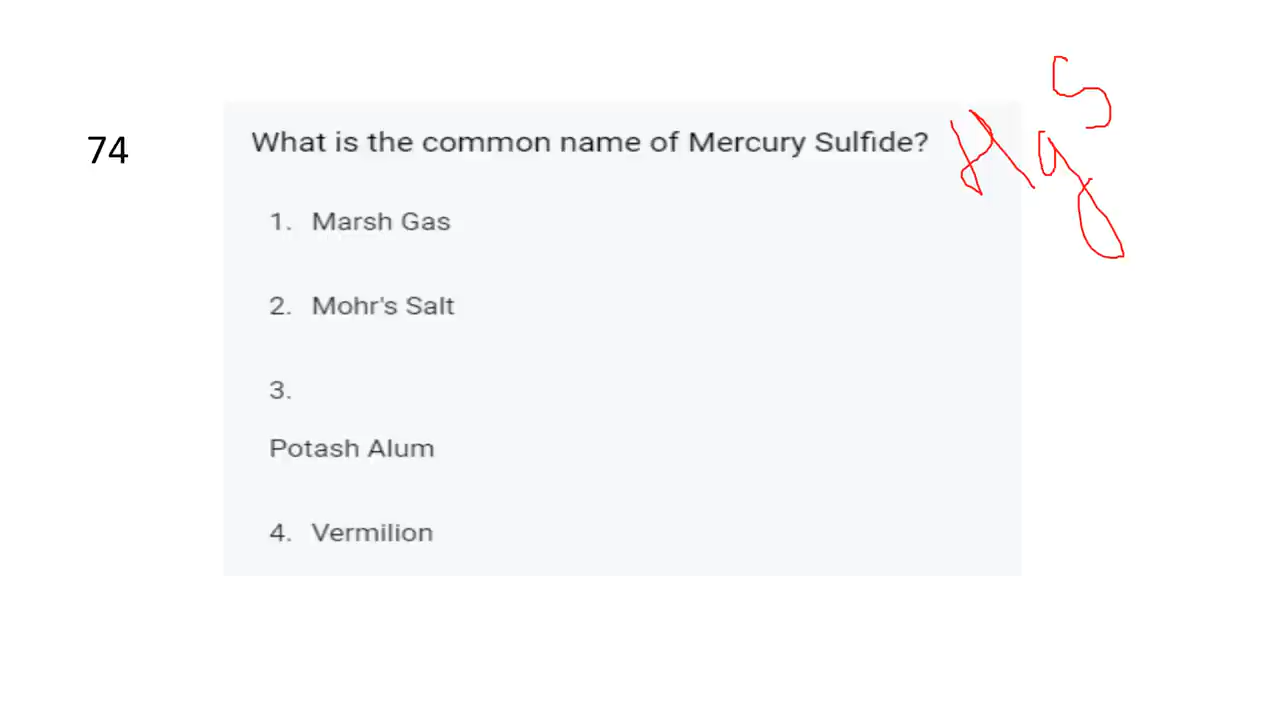 74
What is the common name of Mercury Sulfide?
HgS
1. Marsh Gas
2. Mohr's Salt
3.
Potash Alum
4. Vermilion